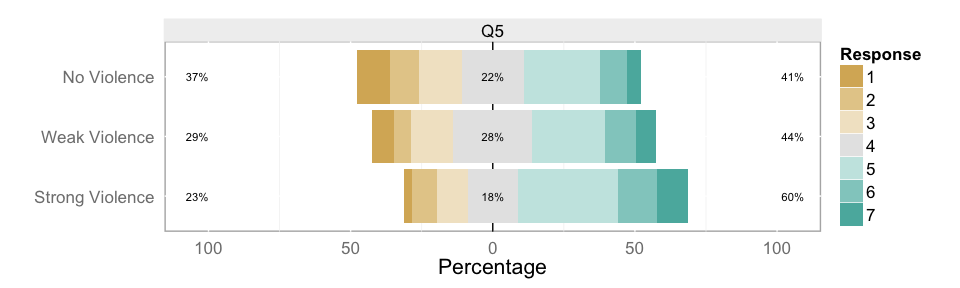 Q5
Response
No Violence 37% 22% 41%
1
2
3
Weak Violence 29% 28% 44%
4
5
Strong Violence 23% 18% 60%
6
7
100 50 0 50 100
Percentage